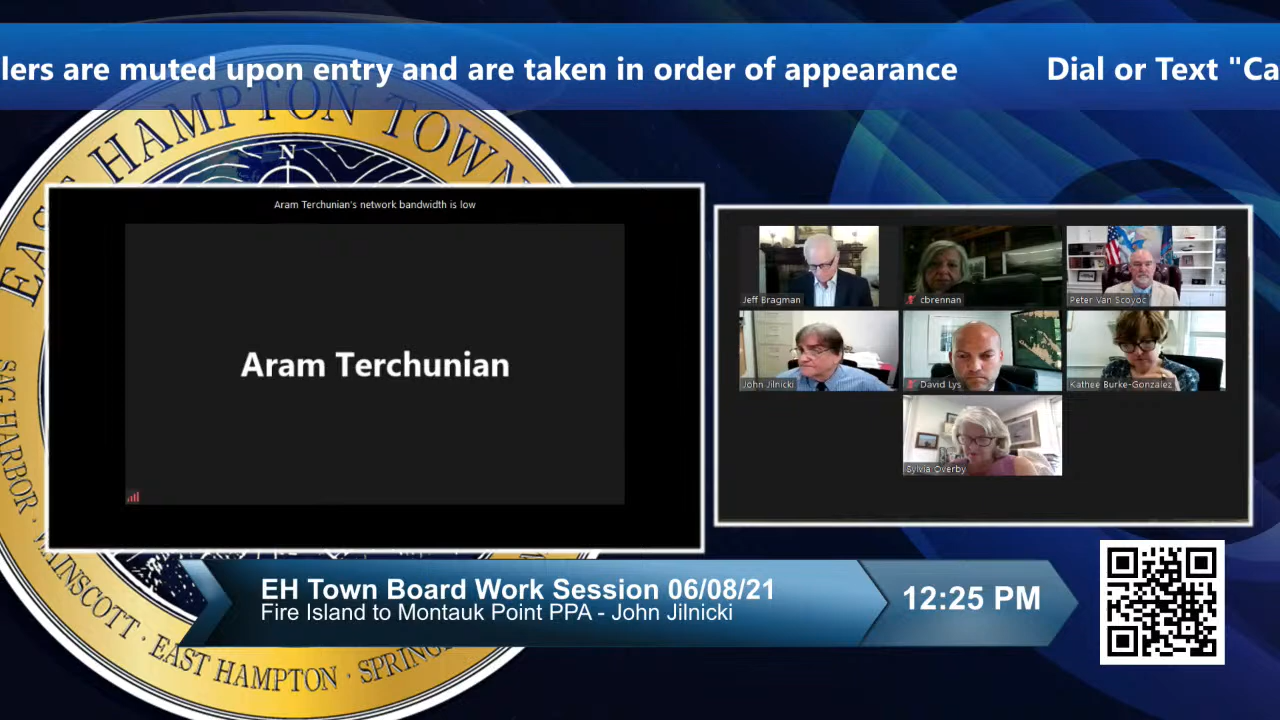 lers are muted upon entry and are taken in order of appearance Dial or Text "Ca
EAST HAMPTON TOWN
N
Aram Terchunian's network bandwidth is low
Aram Terchunian
Jeff Bragman
cbrennan
Peter Van Scoyoc
John Jilnicki
David Lys
Kathee Burke-Gonzalez
Sylvia Overby
SAG HARBOR · WAINSCOTT · EAST HAMPTON · SPRING
EH Town Board Work Session 06/08/21
Fire Island to Montauk Point PPA - John Jilnicki
12:25 PM